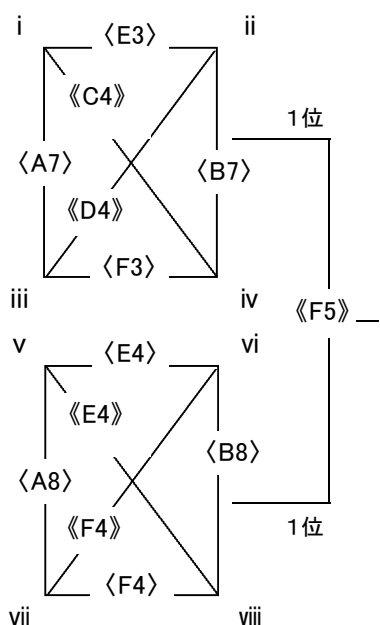 i 〈E3〉 ii
《C4》
1位
〈A7〉 〈B7〉
《D4》
〈F3〉
iii iv 《F5》
v 〈E4〉 vi
《E4》
〈B8〉
〈A8〉
《F4》
1位
〈F4〉
vii viii